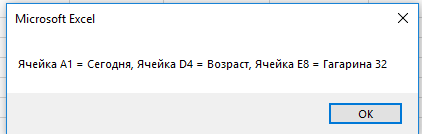 Microsoft Excel
Ячейка A1 = Сегодня, Ячейка D4 = Возраст, Ячейка E8 = Гагарина 32
OK